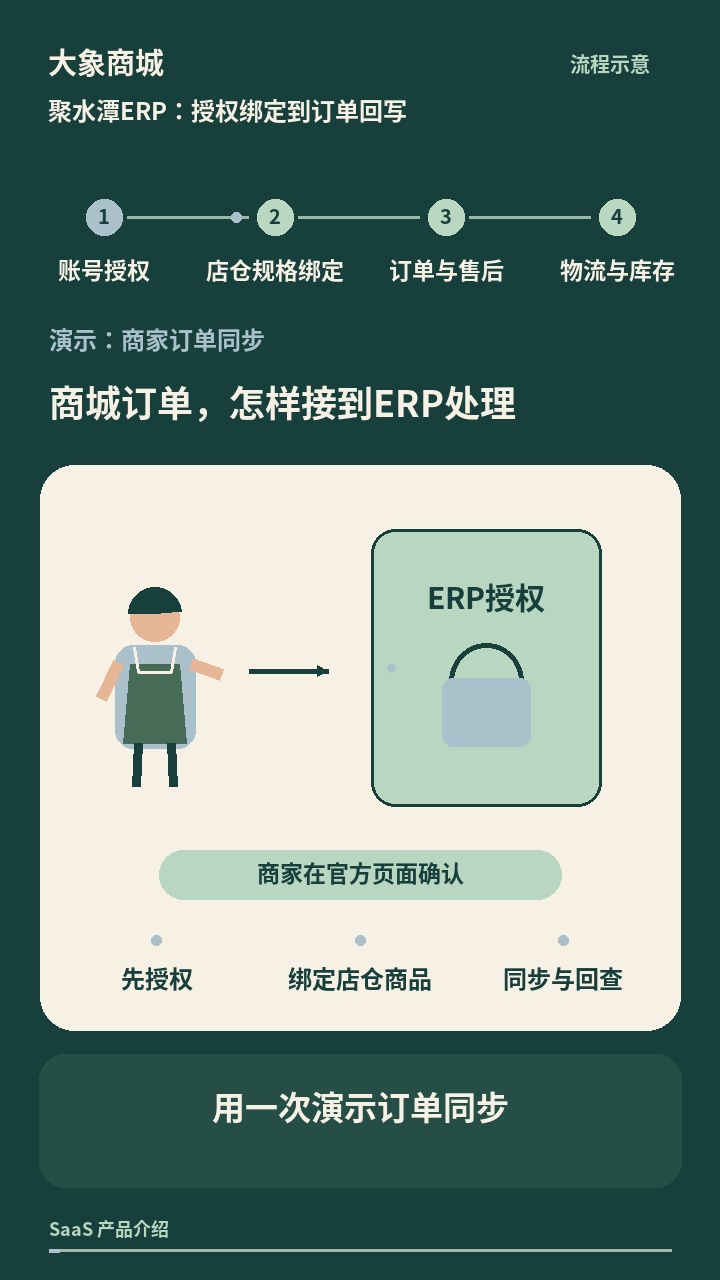 大象商城
流程示意
聚水潭ERP：授权绑定到订单回写
1 2 3 4
账号授权 店仓规格绑定 订单与售后 物流与库存
演示：商家订单同步
商城订单，怎样接到ERP处理
ERP授权
商家在官方页面确认
先授权 绑定店仓商品 同步与回查
用一次演示订单同步
SaaS 产品介绍